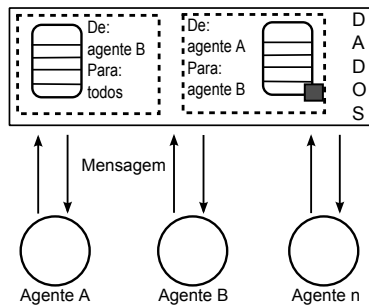 De:
agente B
Para:
todos
De:
agente A
Para:
agente B
D
A
D
O
S
Mensagem
Agente A
Agente B
Agente n